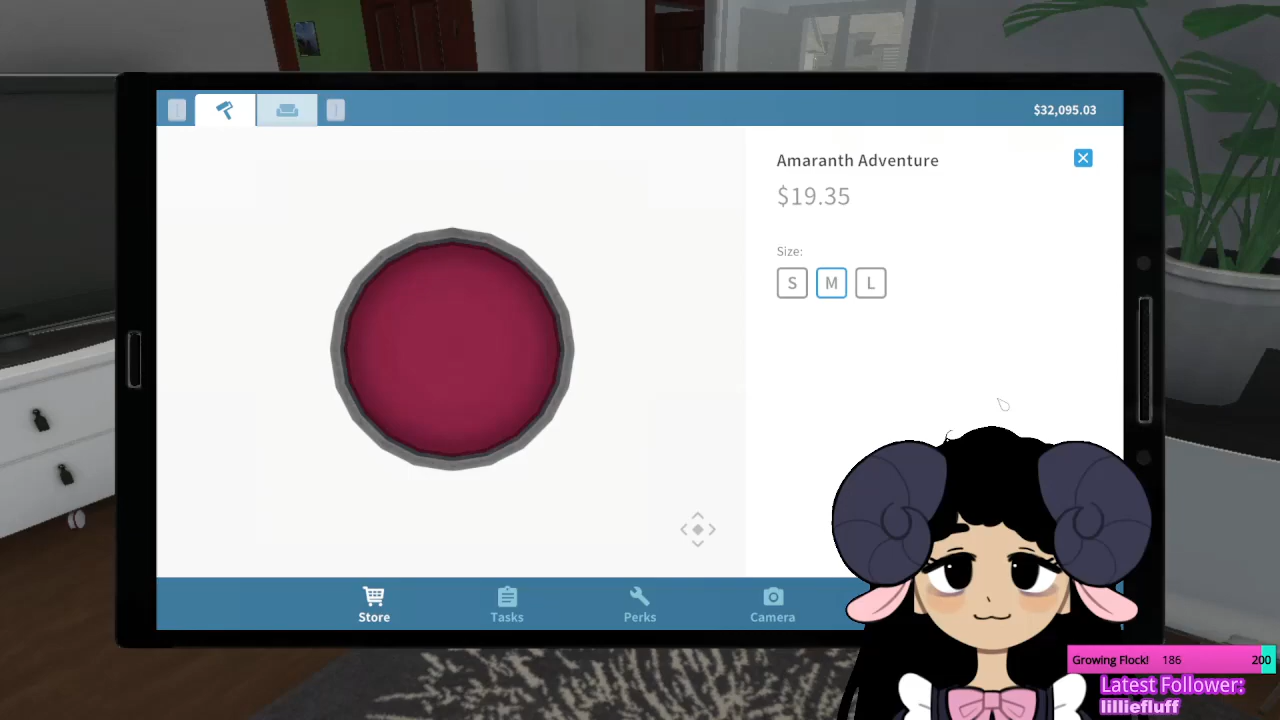 $32,095.03
Amaranth Adventure
$19.35
Size:
S M L
Store Tasks Perks Camera
Growing Flock! 186 200
Latest Follower:
lilliefluff